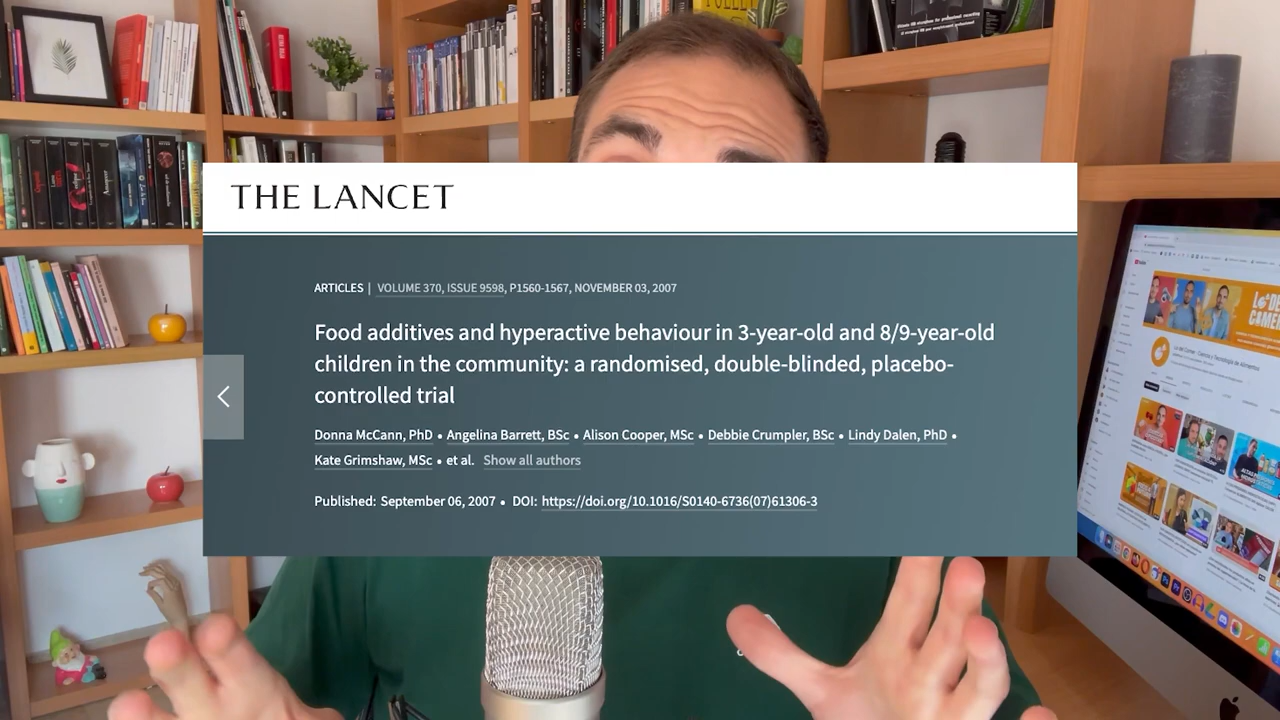 THE LANCET
ARTICLES | VOLUME 370, ISSUE 9598, P1560-1567, NOVEMBER 03, 2007
Food additives and hyperactive behaviour in 3-year-old and 8/9-year-old
children in the community: a randomised, double-blinded, placebo-
controlled trial
Donna McCann, PhD • Angelina Barrett, BSc • Alison Cooper, MSc • Debbie Crumpler, BSc • Lindy Dalen, PhD •
Kate Grimshaw, MSc • et al. Show all authors
Published: September 06, 2007 • DOI: https://doi.org/10.1016/S0140-6736(07)61306-3